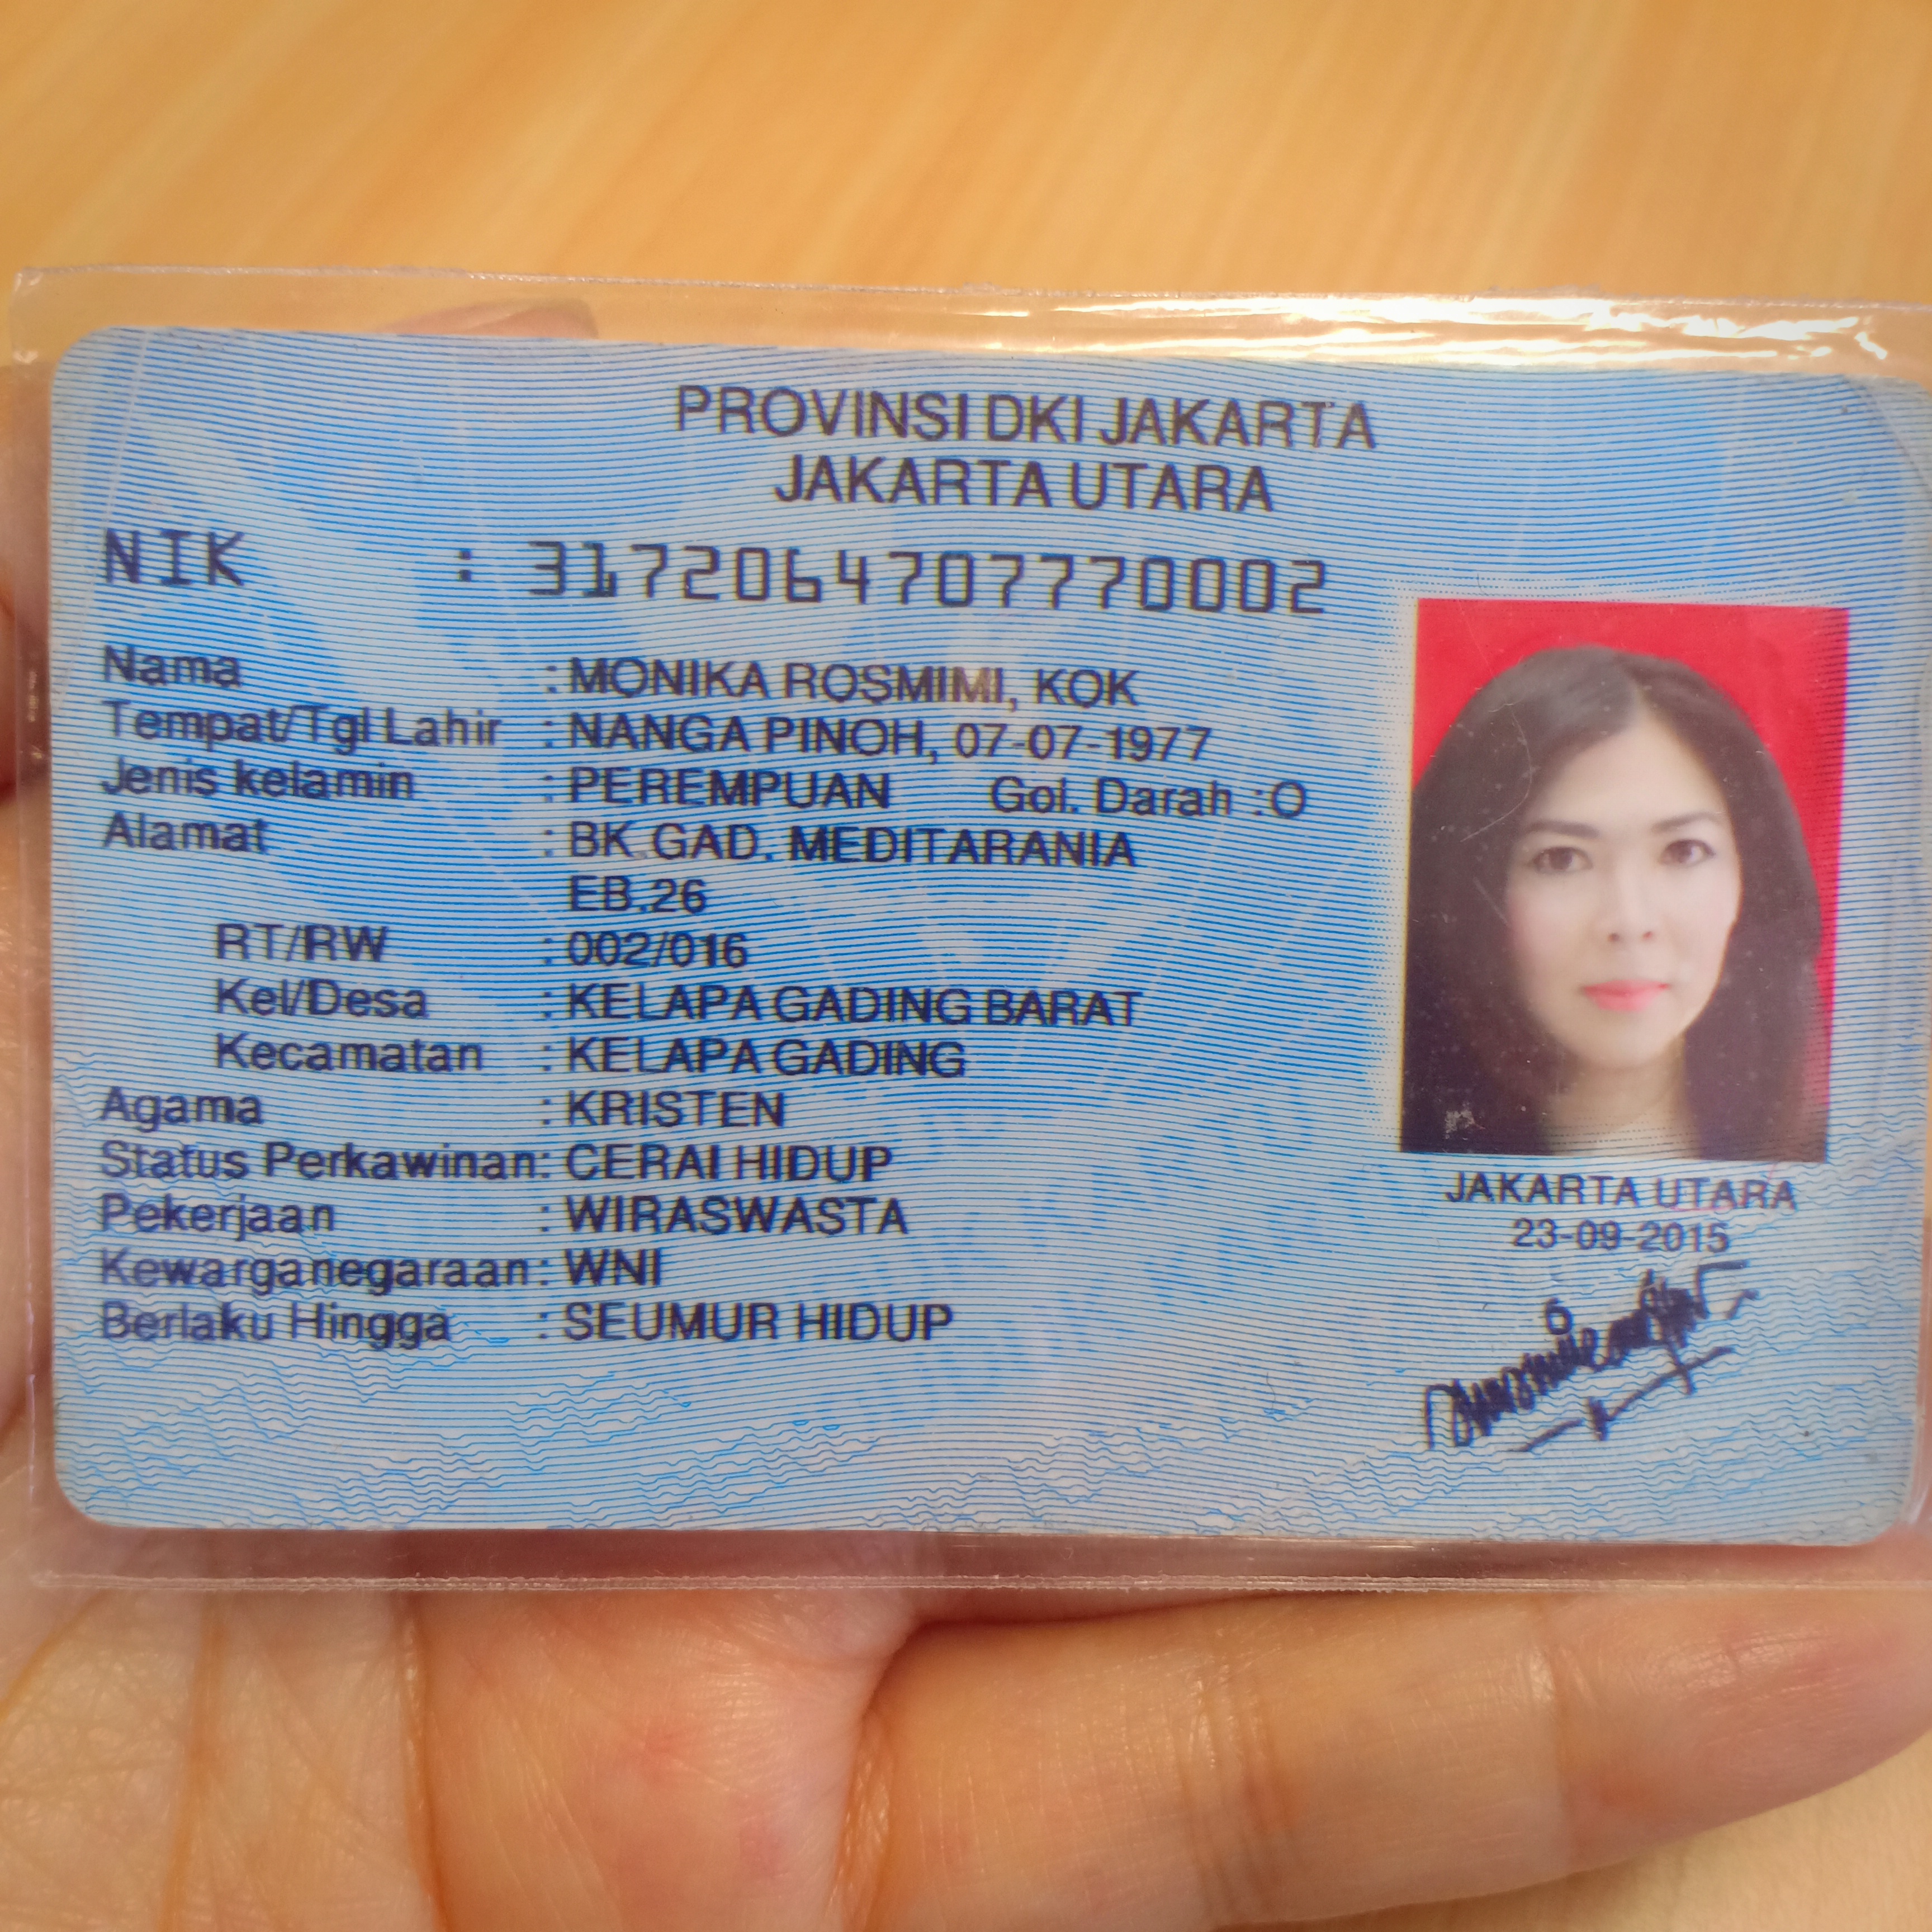 PROVINSI DKI JAKARTA
JAKARTA UTARA
NIK : 3172064707770002
Nama : MONIKA ROSMIMI, KOK
Tempat/Tgl Lahir : NANGA PINOH, 07-07-1977
Jenis kelamin : PEREMPUAN Gol. Darah :O
Alamat : BK.GAD. MEDITARANIA
EB.26
RT/RW : 002/016
Kel/Desa : KELAPA GADING BARAT
Kecamatan : KELAPA GADING
Agama : KRISTEN
Status Perkawinan: CERAI HIDUP
Pekerjaan : WIRASWASTA
Kewarganegaraan: WNI
Berlaku Hingga : SEUMUR HIDUP
JAKARTA UTARA
23-09-2015